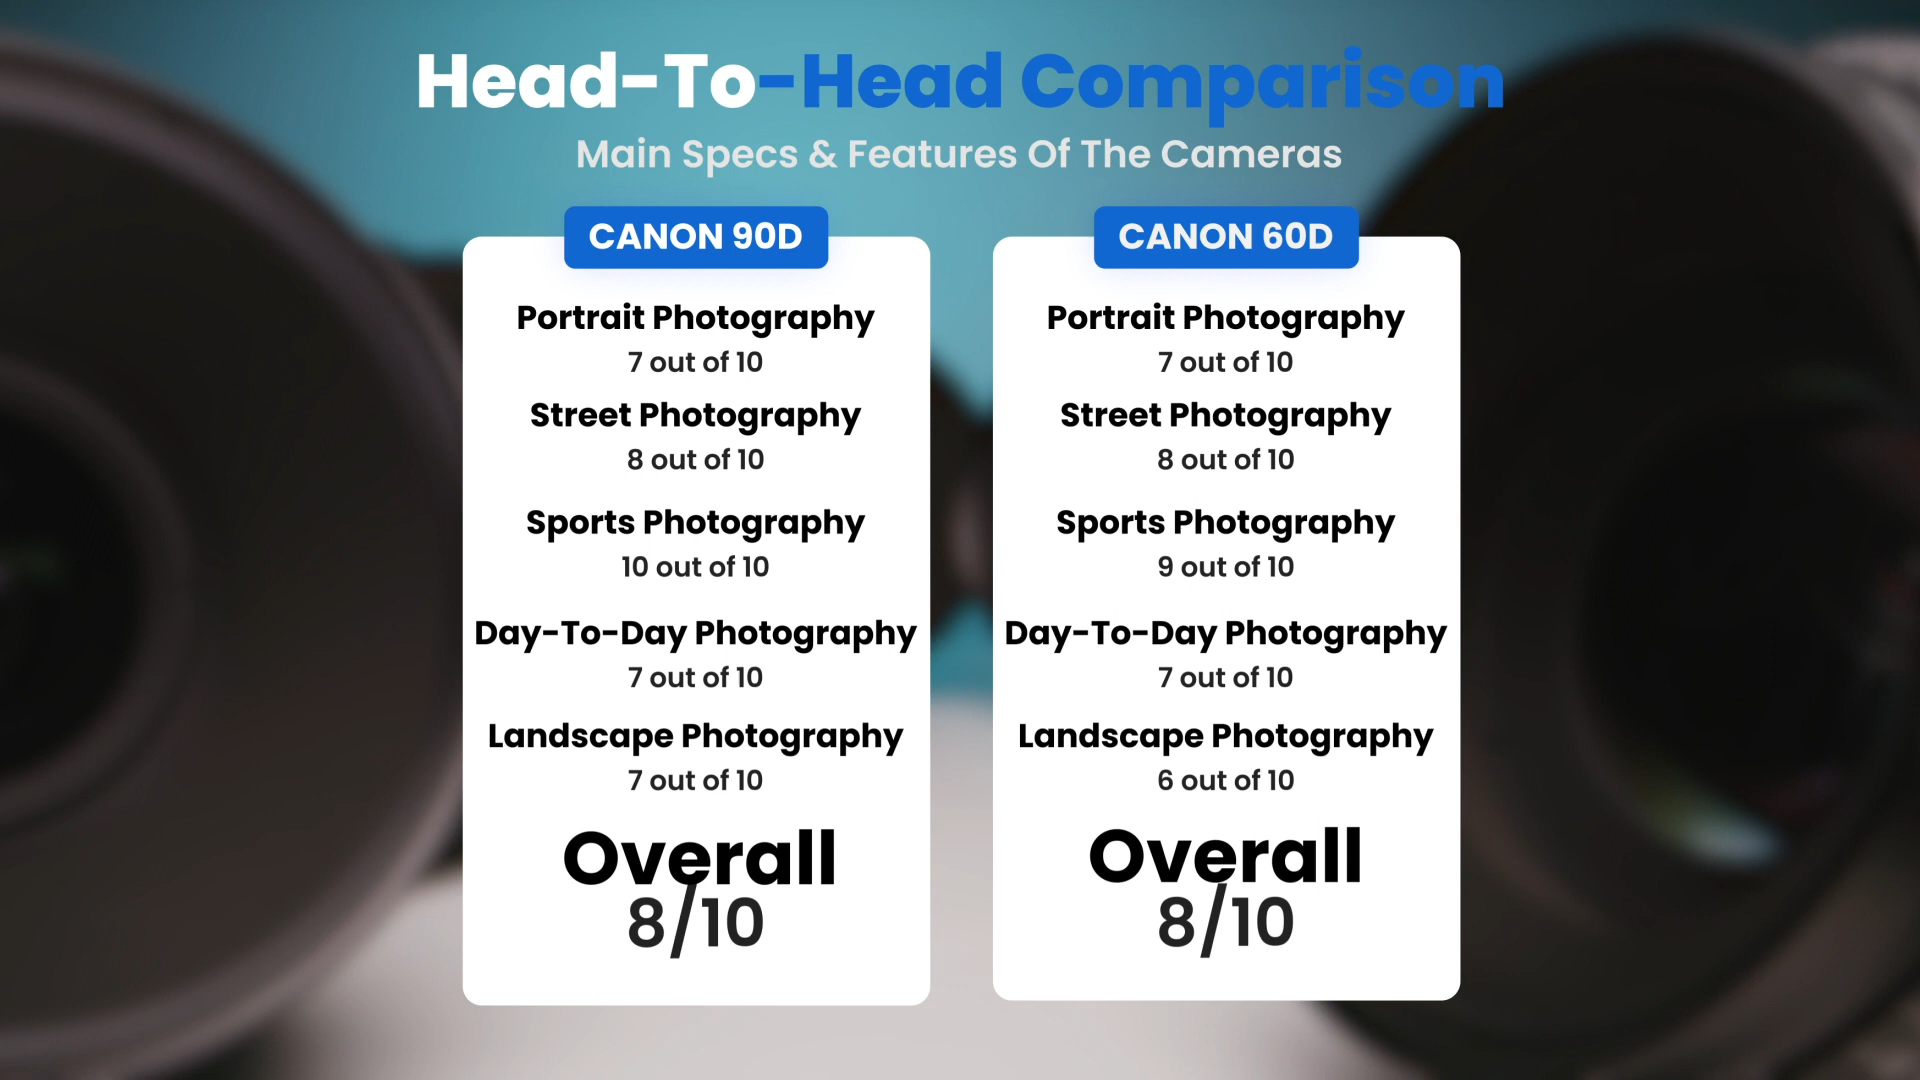 Head-To-Head Comparison
Main Specs & Features Of The Cameras
CANON 90D
Portrait Photography
7 out of 10
Street Photography
8 out of 10
Sports Photography
10 out of 10
Day-To-Day Photography
7 out of 10
Landscape Photography
7 out of 10
Overall
8/10
CANON 60D
Portrait Photography
7 out of 10
Street Photography
8 out of 10
Sports Photography
9 out of 10
Day-To-Day Photography
7 out of 10
Landscape Photography
6 out of 10
Overall
8/10